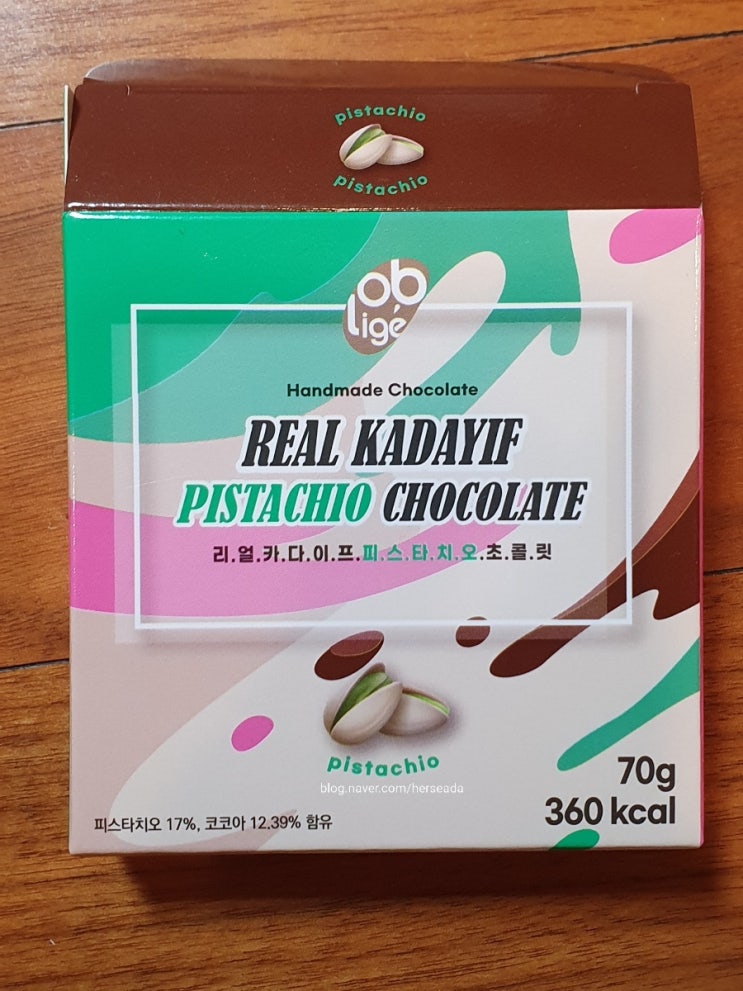 pistachio
pistachio
ob
ligé
Handmade Chocolate
REAL KADAYIF
PISTACHIO CHOCOLATE
리.얼.카.다.이.프.피.스.타.치.오.초.콜.릿
pistachio
blog.naver.com/herseada
70g
360 kcal
피스타치오 17%, 코코아 12.39% 함유